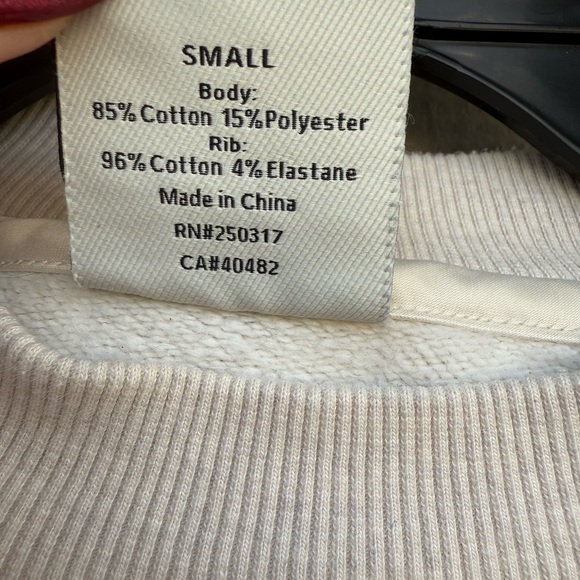 SMALL
Body:
85% Cotton 15% Polyester
Rib:
96% Cotton 4% Elastane
Made in China
RN#250317
CA#40482